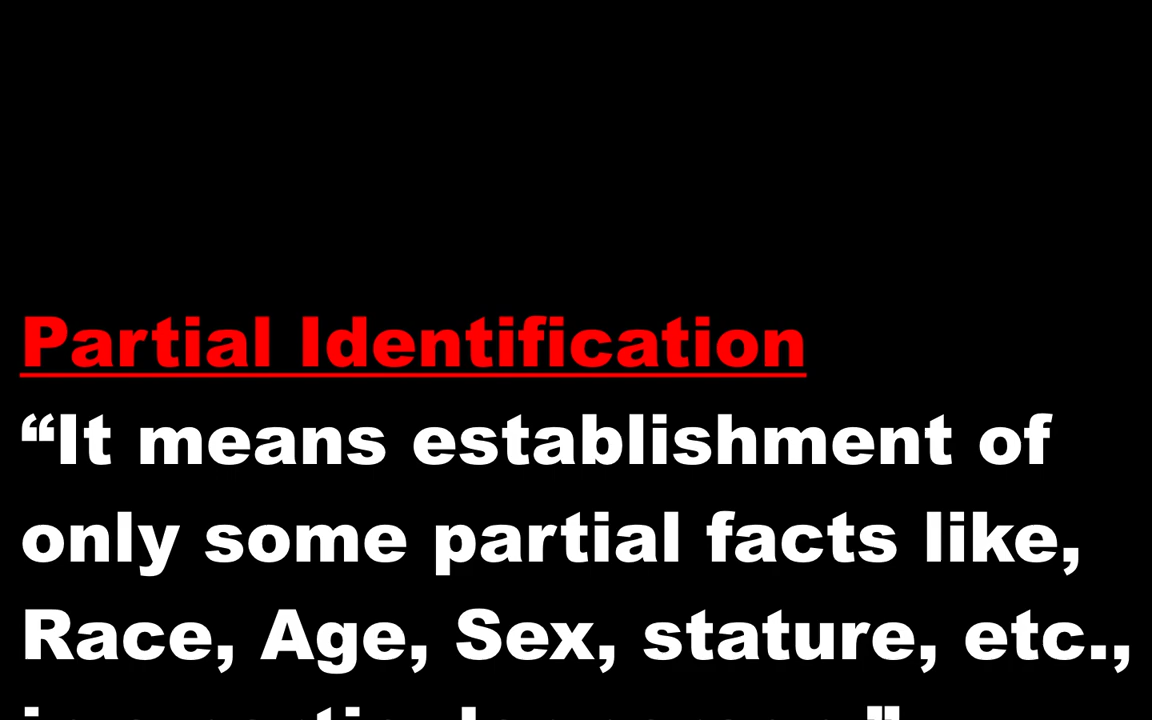 Partial Identification
“It means establishment of
only some partial facts like,
Race, Age, Sex, stature, etc.,